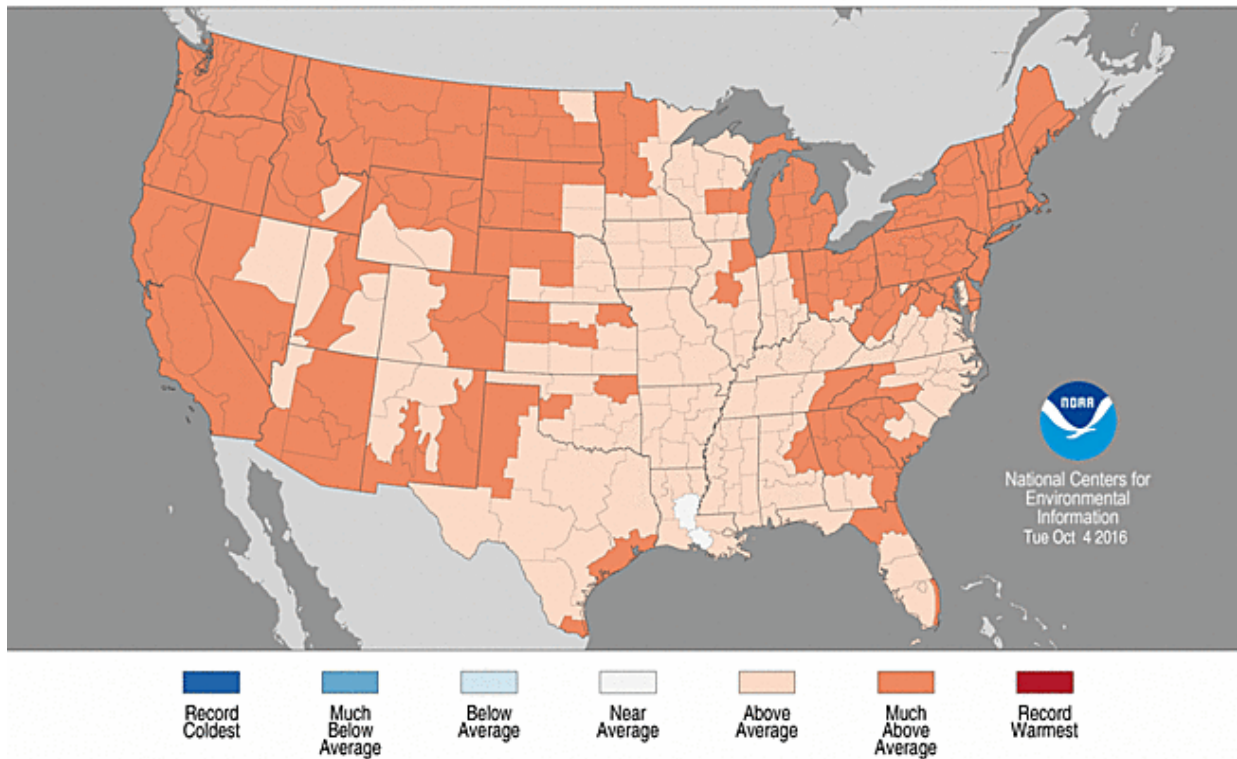 NOAA
National Centers for
Environmental
Information
Tue Oct 4 2016
Record
Coldest
Much
Below
Average
Below
Average
Near
Average
Above
Average
Much
Above
Average
Record
Warmest